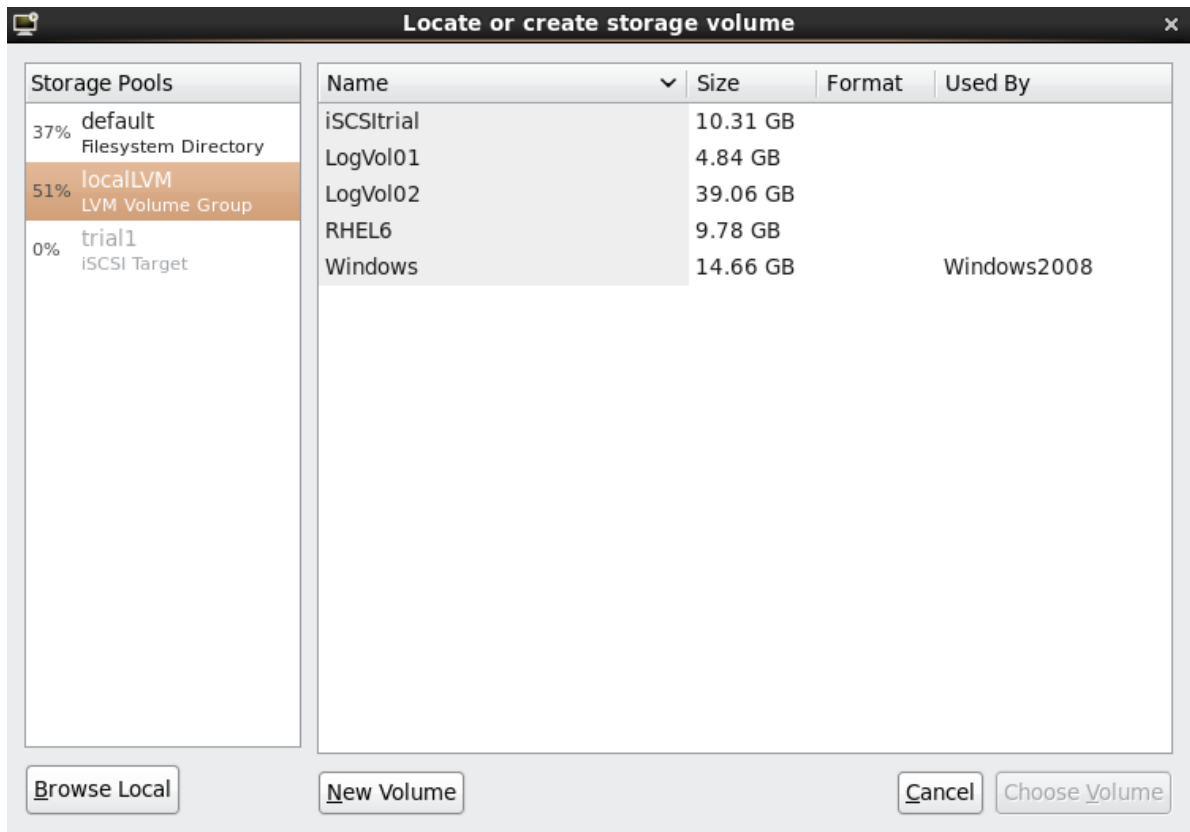 Locate or create storage volume
Storage Pools
37% default
Filesystem Directory
51% localLVM
LVM Volume Group
0% trial1
iSCSI Target
Name Size Format Used By
iSCSItrial 10.31 GB
LogVol01 4.84 GB
LogVol02 39.06 GB
RHEL6 9.78 GB
Windows 14.66 GB Windows2008
Browse Local New Volume Cancel Choose Volume